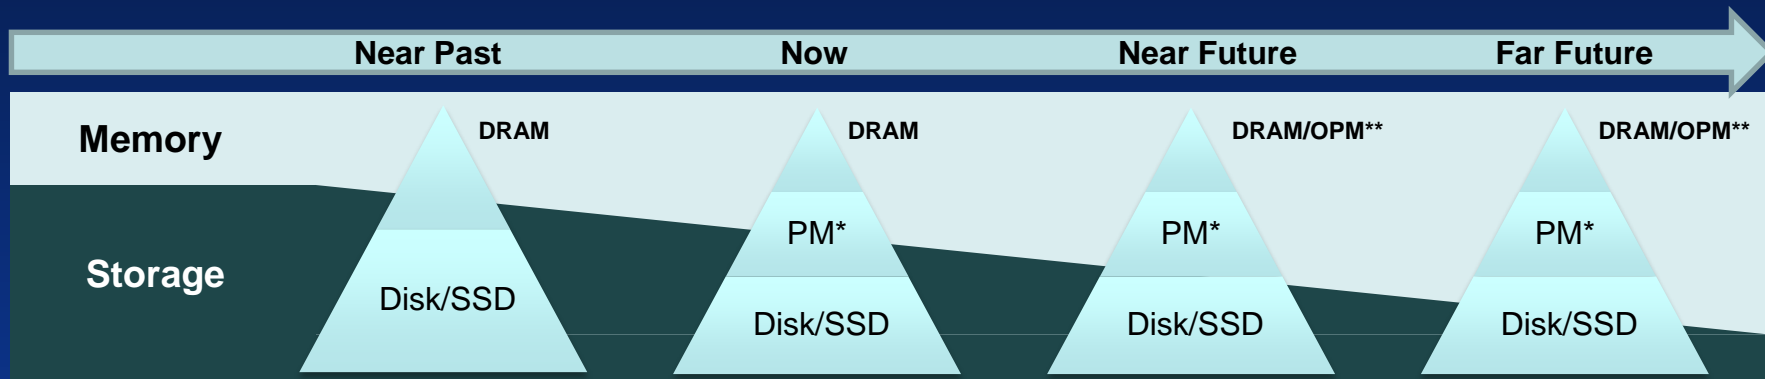 Near Past
Now
Near Future
Far Future
Memory
DRAM
DRAM
DRAM/OPM**
DRAM/OPM**
PM*
PM*
PM*
Storage
Disk/SSD
Disk/SSD
Disk/SSD
Disk/SSD